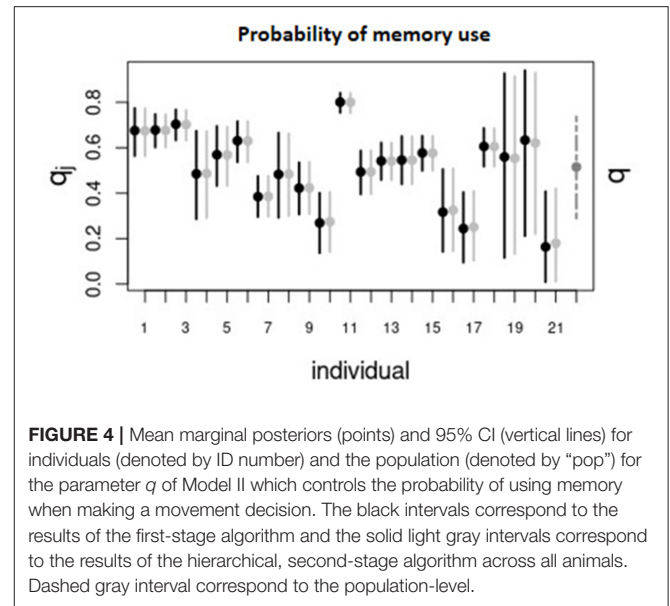 Probability of memory use
0.8
0.6
0.4
0.2
0.0
qj
q
1 3 5 7 9 11 13 15 17 19 21
individual
FIGURE 4 | Mean marginal posteriors (points) and 95% CI (vertical lines) for
individuals (denoted by ID number) and the population (denoted by “pop”) for
the parameter q of Model II which controls the probability of using memory
when making a movement decision. The black intervals correspond to the
results of the first-stage algorithm and the solid light gray intervals correspond
to the results of the hierarchical, second-stage algorithm across all animals.
Dashed gray interval correspond to the population-level.